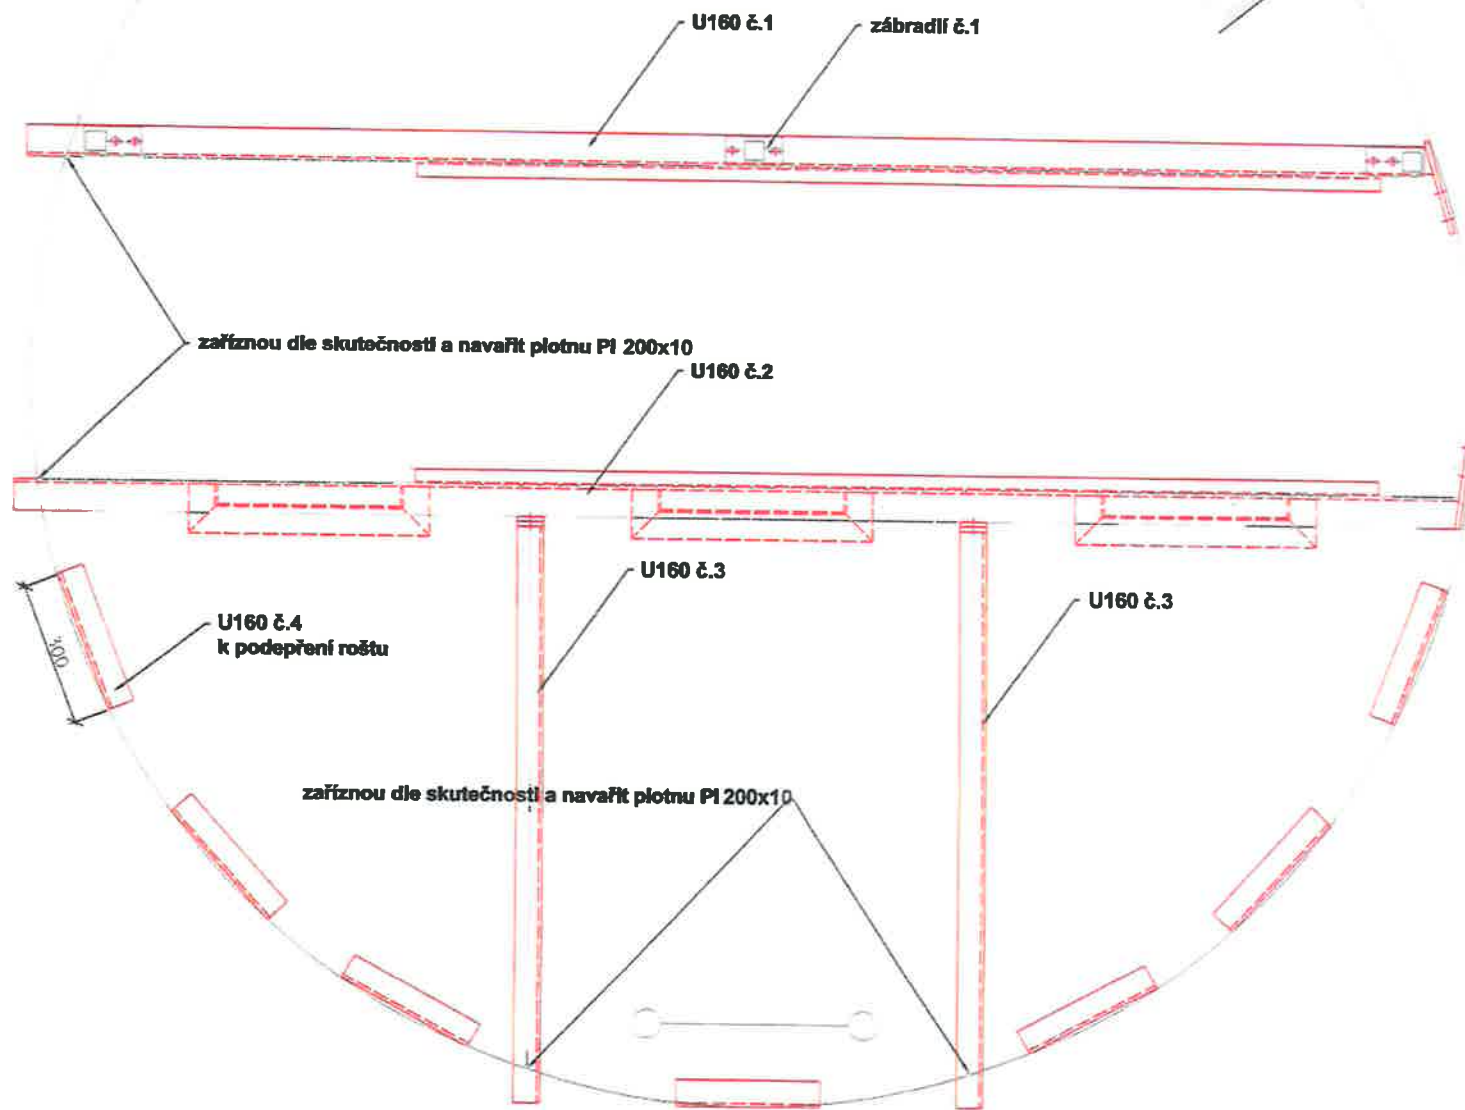 U160 č.1
zábradlí č.1
zaříznou dle skutečnosti a navařit plotnu Pl 200x10
U160 č.2
U160 č.3
U160 č.3
U160 č.4
k podepření roštu
300
zaříznou dle skutečnosti a navařit plotnu Pl 200x10